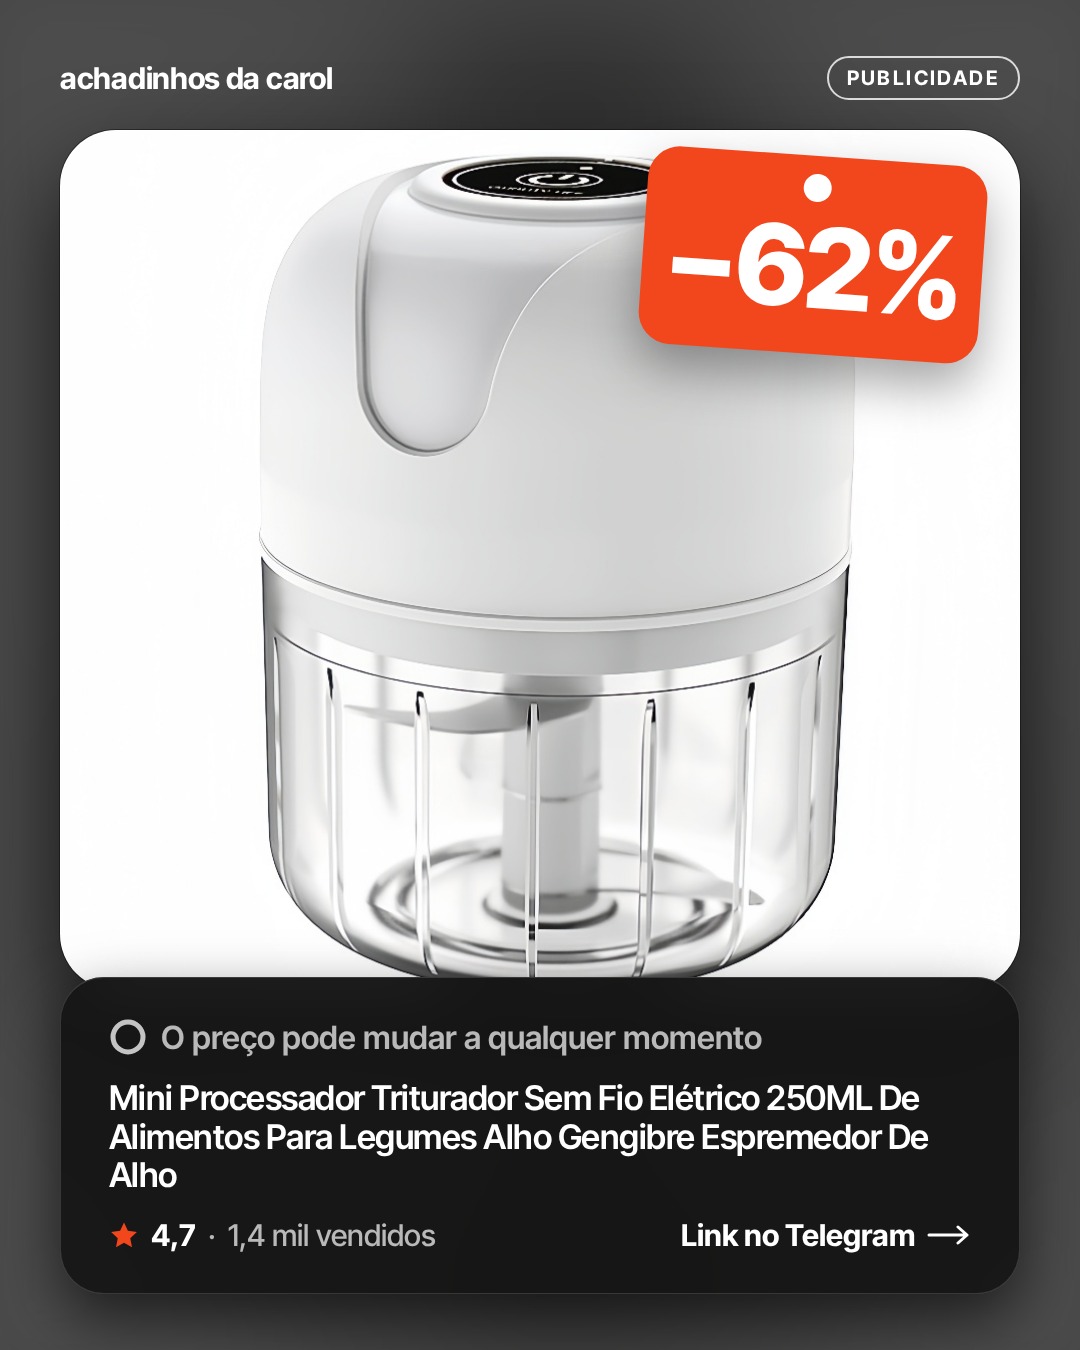 achadinhos da carol
PUBLICIDADE
–62%
O preço pode mudar a qualquer momento
Mini Processador Triturador Sem Fio Elétrico 250ML De
Alimentos Para Legumes Alho Gengibre Espremedor De
Alho
4,7 · 1,4 mil vendidos
Link no Telegram →